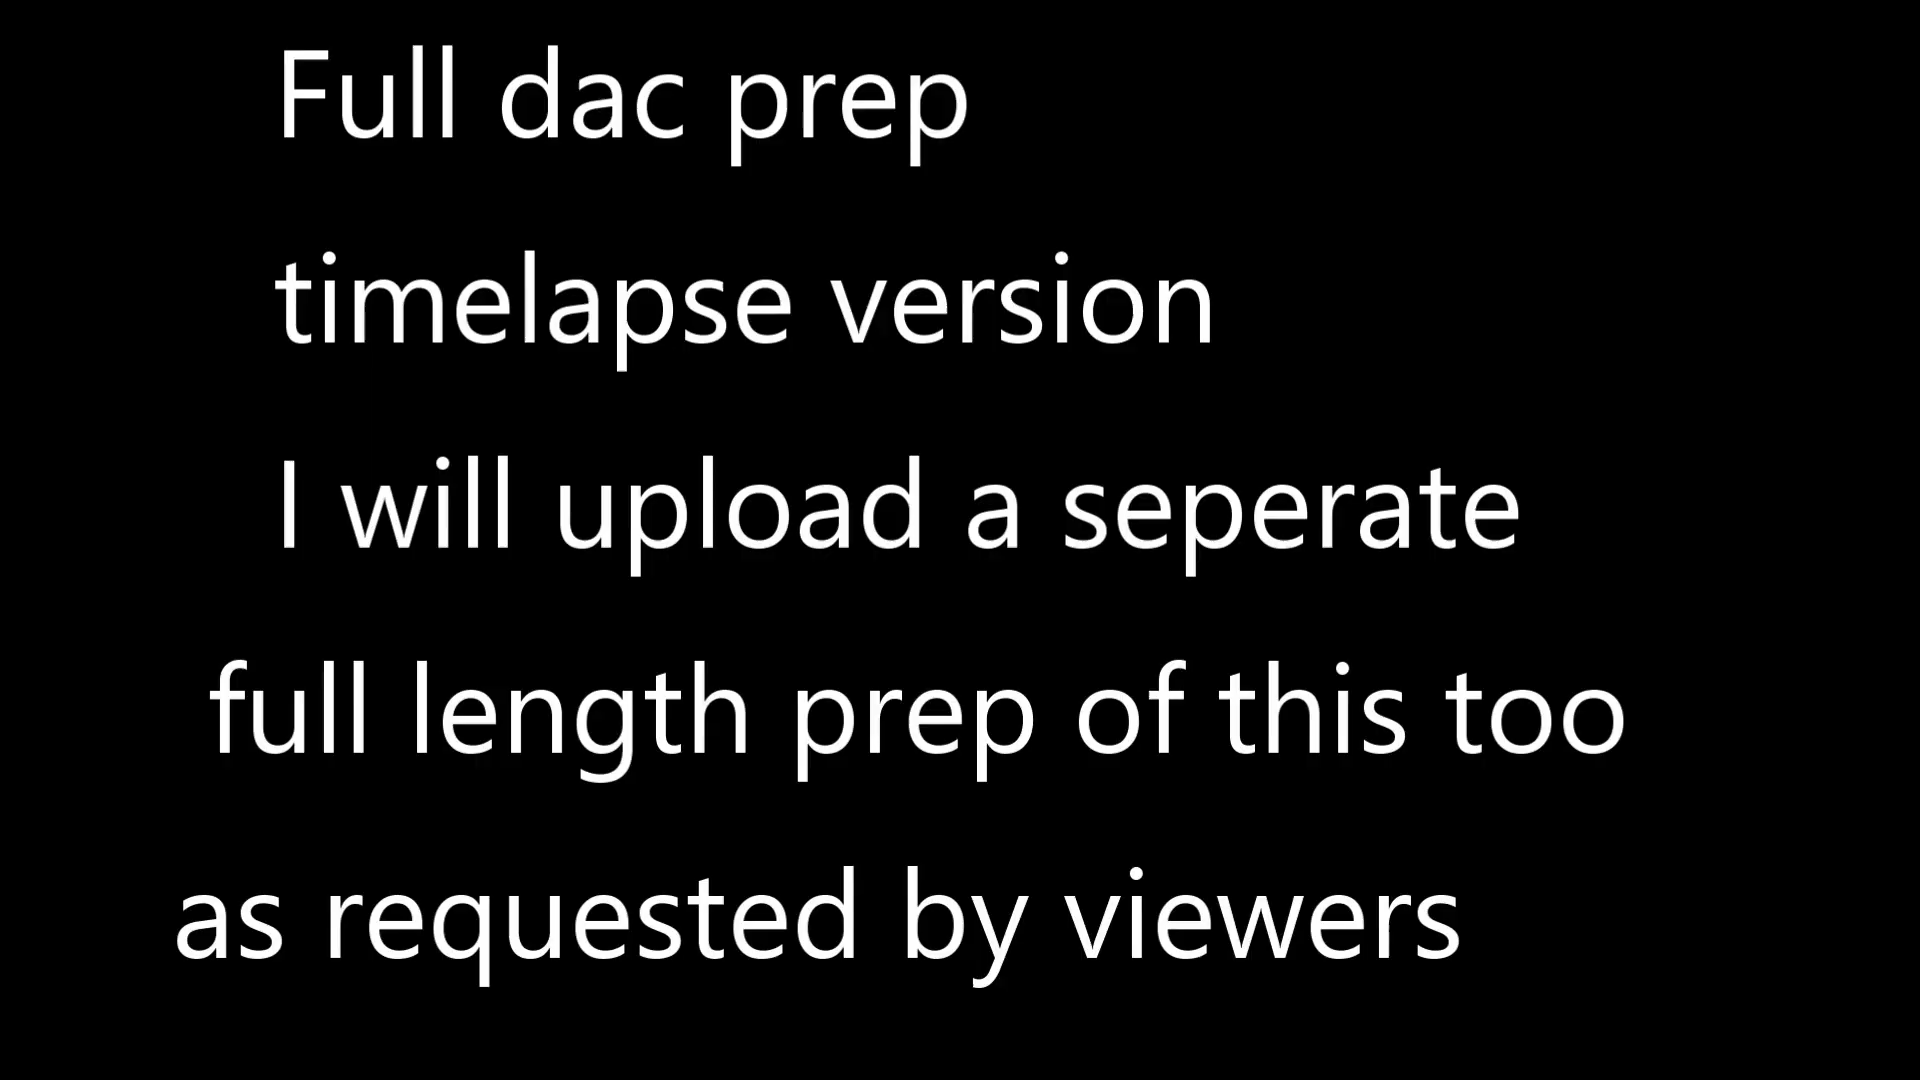 Full dac prep
timelapse version
I will upload a seperate
full length prep of this too
as requested by viewers